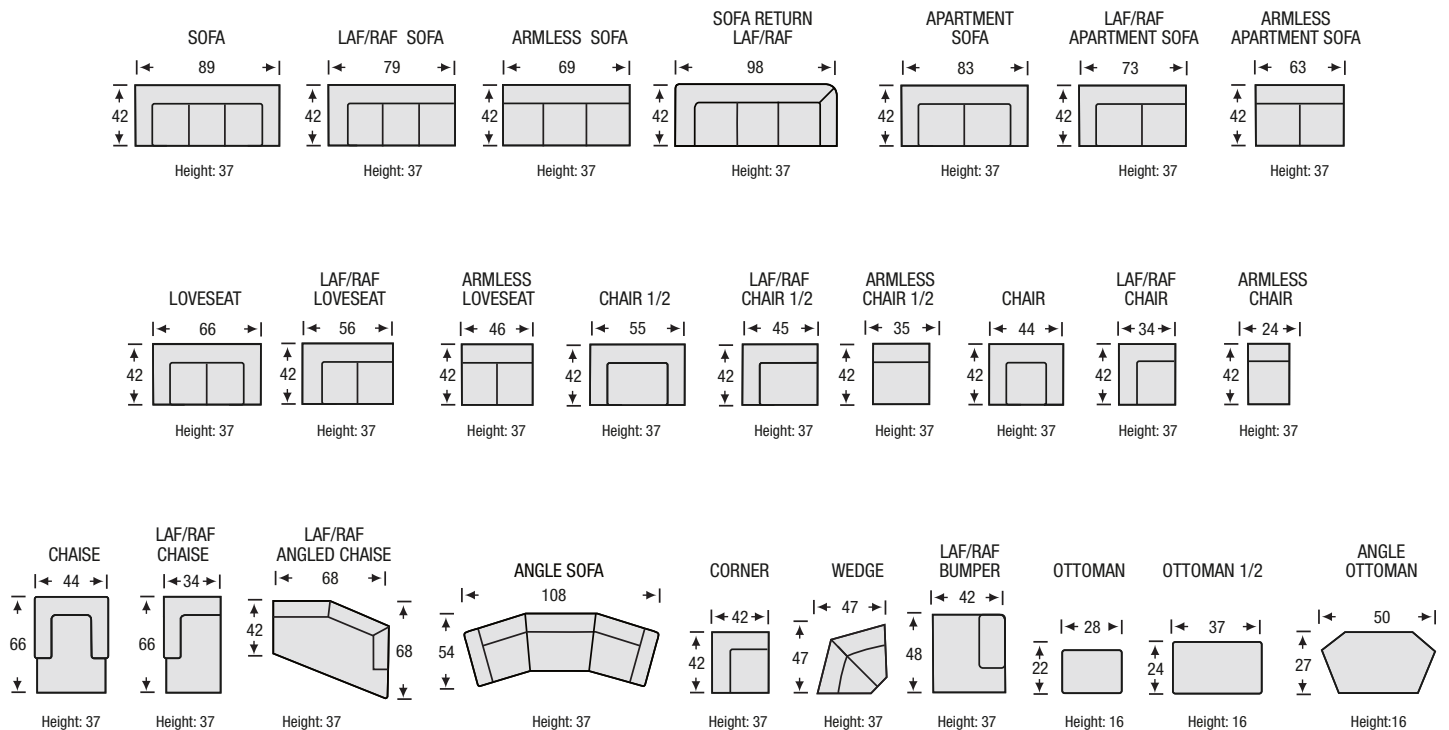 SOFA
89
42
Height: 37
LAF/RAF SOFA
79
42
Height: 37
ARMLESS SOFA
69
42
Height: 37
SOFA RETURN
LAF/RAF
98
42
Height: 37
APARTMENT
SOFA
83
42
Height: 37
LAF/RAF
APARTMENT SOFA
73
42
Height: 37
ARMLESS
APARTMENT SOFA
63
42
Height: 37
LOVESEAT
66
42
Height: 37
LAF/RAF
LOVESEAT
56
42
Height: 37
ARMLESS
LOVESEAT
46
42
Height: 37
CHAIR 1/2
55
42
Height: 37
LAF/RAF
CHAIR 1/2
45
42
Height: 37
ARMLESS
CHAIR 1/2
35
42
Height: 37
CHAIR
44
42
Height: 37
LAF/RAF
CHAIR
34
42
Height: 37
ARMLESS
CHAIR
24
42
Height: 37
CHAISE
44
66
Height: 37
LAF/RAF
CHAISE
34
66
Height: 37
LAF/RAF
ANGLED CHAISE
68
42
68
Height: 37
ANGLE SOFA
108
54
Height: 37
CORNER
42
42
Height: 37
WEDGE
47
47
Height: 37
LAF/RAF
BUMPER
42
48
Height: 37
OTTOMAN
28
22
Height: 16
OTTOMAN 1/2
37
24
Height: 16
ANGLE
OTTOMAN
50
27
Height:16